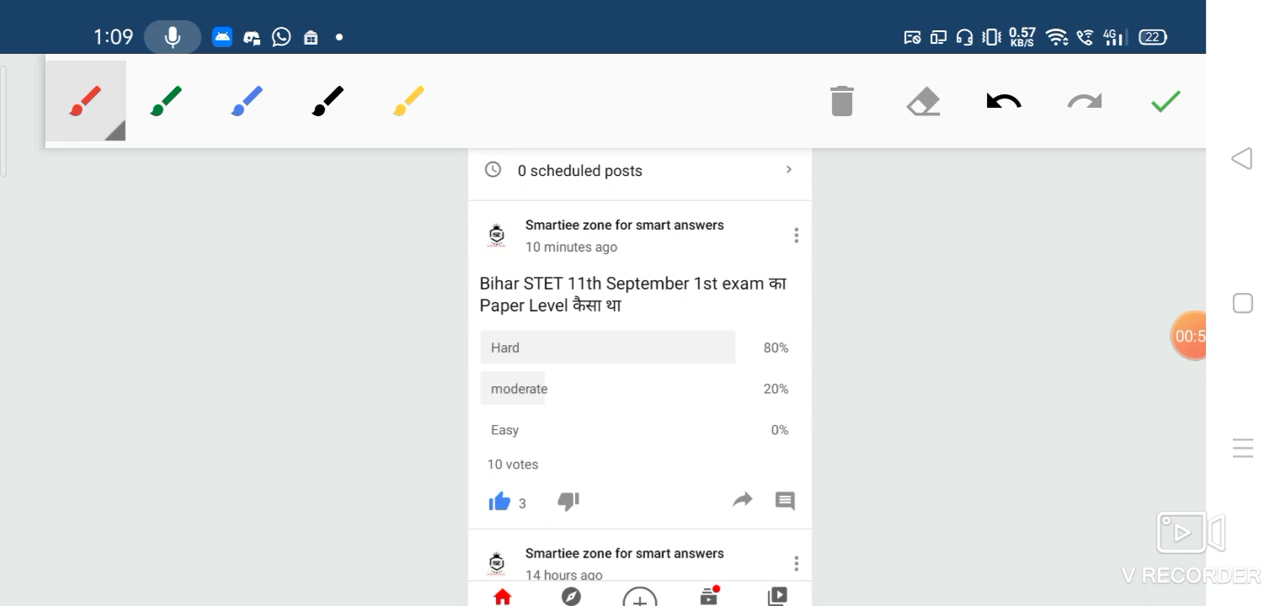 1:09
0.57
KB/S
4G
22
0 scheduled posts
Smartiee zone for smart answers
10 minutes ago
Bihar STET 11th September 1st exam का
Paper Level कैसा था
Hard 80%
moderate 20%
Easy 0%
10 votes
3
00:5
Smartiee zone for smart answers
14 hours ago
V RECORDER